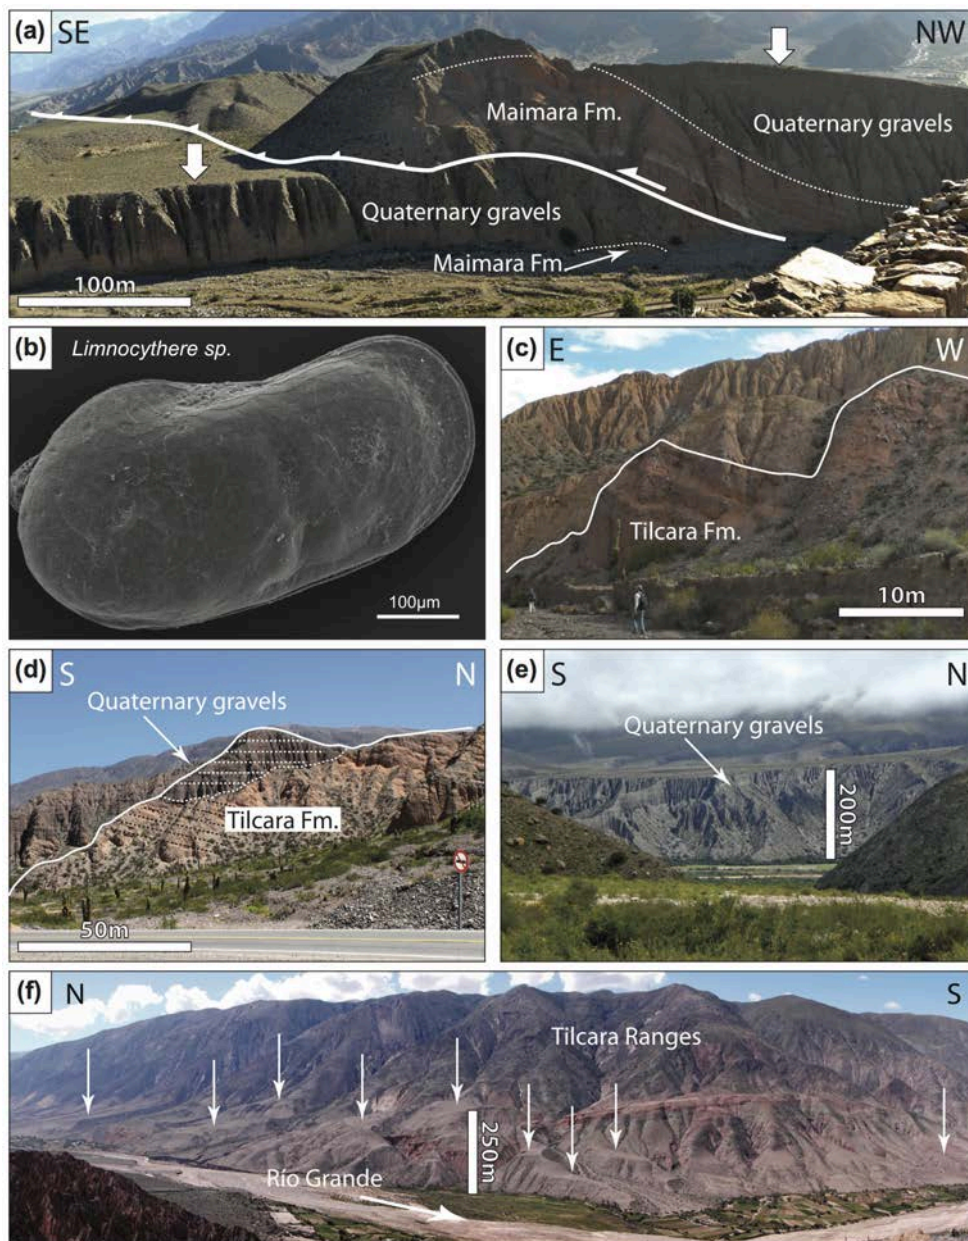 (a) SE NW
Maimara Fm.
Quaternary gravels
Quaternary gravels
Maimara Fm.
100m
(b) Limnocythere sp.
100µm
(c) E W
Tilcara Fm.
10m
(d) S N
Quaternary gravels
Tilcara Fm.
50m
(e) S N
Quaternary gravels
200m
(f) N S
Tilcara Ranges
250m
Río Grande